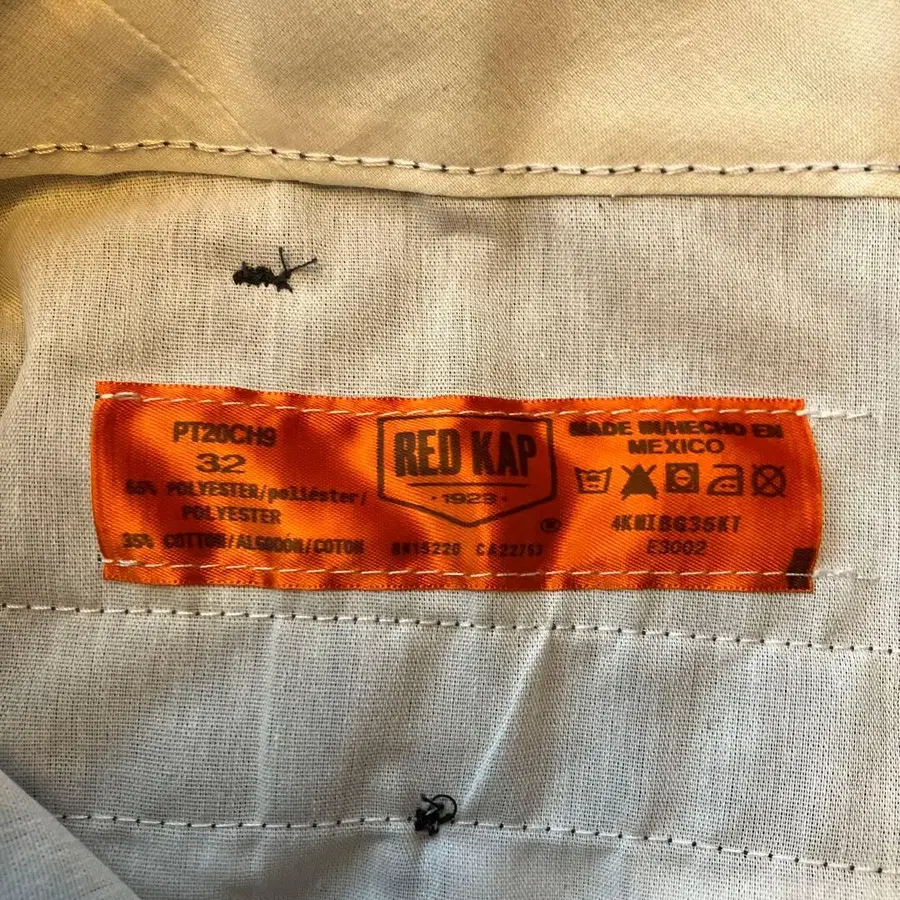 PT20CH9
32
65% POLYESTER/poliéster/
POLYESTER
35% COTTON/ALGODÓN/COTON
RED KAP
· 1923 ·
®
RN15220 CA22753
MADE IN/HECHO EN
MEXICO
E3002